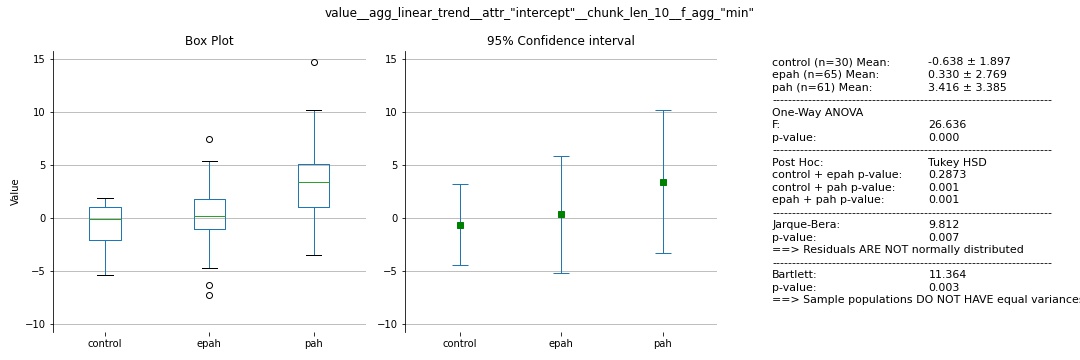 value__agg_linear_trend__attr_"intercept"__chunk_len_10__f_agg_"min"
Box Plot
Value
15
10
5
0
−5
−10
control epah pah
95% Confidence interval
15
10
5
0
−5
−10
control epah pah
control (n=30) Mean: -0.638 ± 1.897
epah (n=65) Mean: 0.330 ± 2.769
pah (n=61) Mean: 3.416 ± 3.385
One-Way ANOVA
F: 26.636
p-value: 0.000
Post Hoc: Tukey HSD
control + epah p-value: 0.2873
control + pah p-value: 0.001
epah + pah p-value: 0.001
Jarque-Bera: 9.812
p-value: 0.007
==> Residuals ARE NOT normally distributed
Bartlett: 11.364
p-value: 0.003
==> Sample populations DO NOT HAVE equal variance